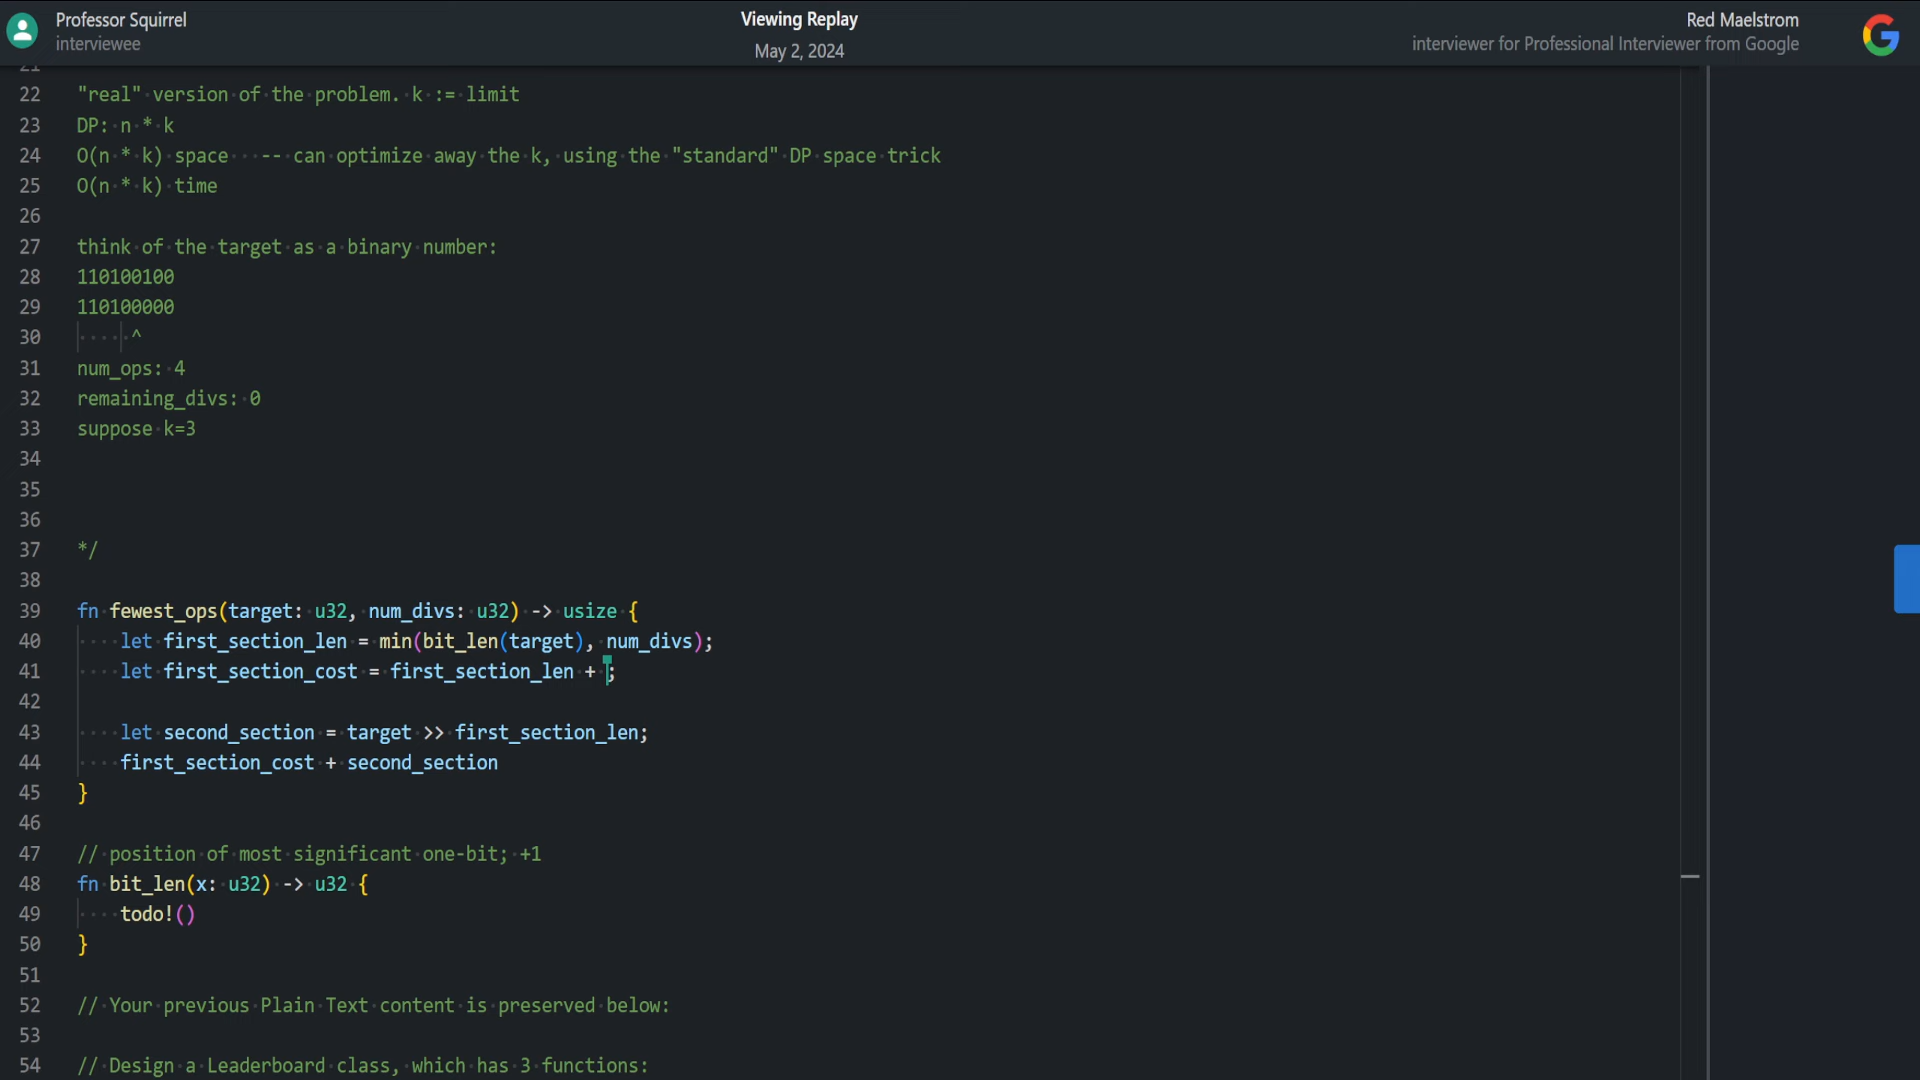 Professor Squirrel
interviewee
Viewing Replay
May 2, 2024
Red Maelstrom
interviewer for Professional Interviewer from Google
21
22 "real" version of the problem. k := limit
23 DP: n * k
24 O(n * k) space   -- can optimize away the k, using the "standard" DP space trick
25 O(n * k) time
26
27 think of the target as a binary number:
28 110100100
29 110100000
30      ^
31 num_ops: 4
32 remaining_divs: 0
33 suppose k=3
34
35
36
37 */
38
39 fn fewest_ops(target: u32, num_divs: u32) -> usize {
40     let first_section_len = min(bit_len(target), num_divs);
41     let first_section_cost = first_section_len + ;
42
43     let second_section = target >> first_section_len;
44     first_section_cost + second_section
45 }
46
47 // position of most significant one-bit; +1
48 fn bit_len(x: u32) -> u32 {
49     todo!()
50 }
51
52 // Your previous Plain Text content is preserved below:
53
54 // Design a Leaderboard class, which has 3 functions: